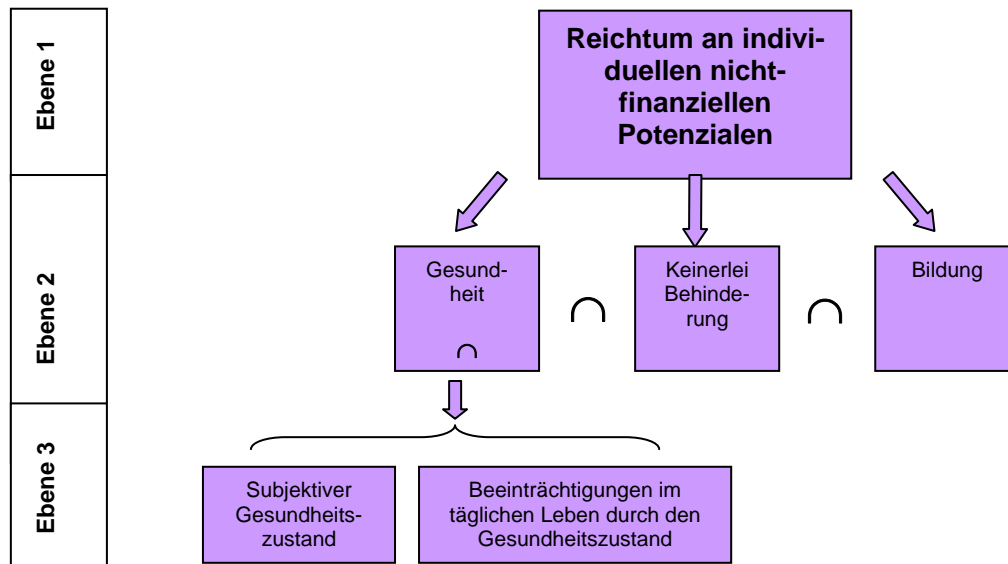 Ebene 1
Reichtum an indivi-
duellen nicht-
finanziellen
Potenzialen
Ebene 2
Gesund-
heit
∩
∩
Keinerlei
Behinde-
rung
∩
Bildung
Ebene 3
Subjektiver
Gesundheits-
zustand
Beeinträchtigungen im
täglichen Leben durch den
Gesundheitszustand